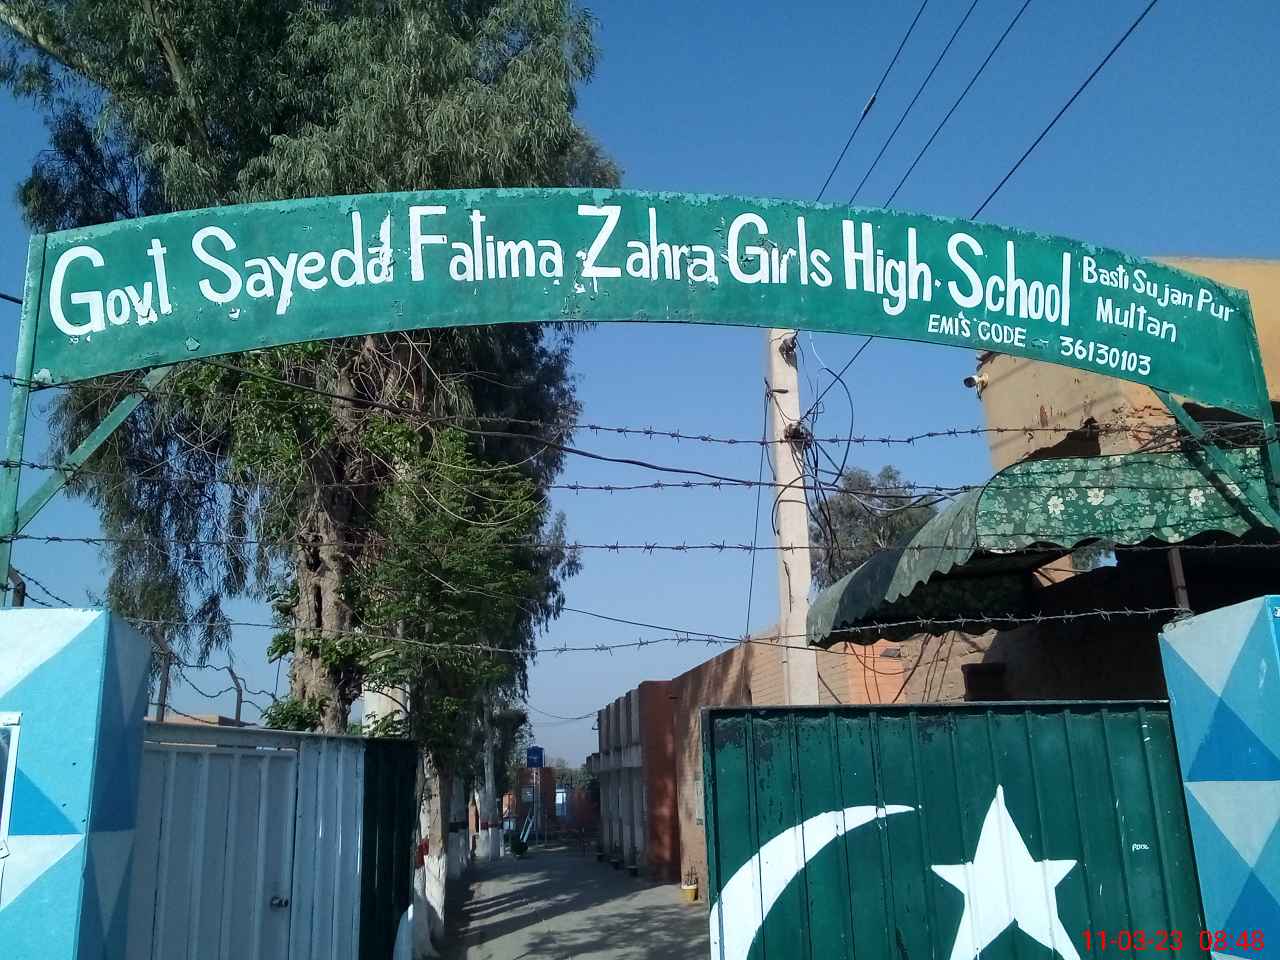 Govt Sayeda Fatima Zahra Girls High School
Basti Sujan Pur
Multan
EMIS CODE - 36130103
11-03-23 08:48